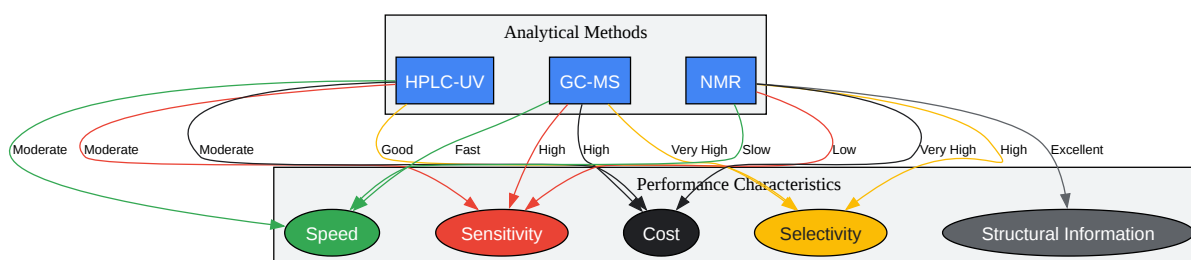 Analytical Methods
HPLC-UV
GC-MS
NMR
Moderate
Moderate
Moderate
Good
Fast
High
High
Very High
Slow
Low
Very High
High
Excellent
Performance Characteristics
Speed
Sensitivity
Cost
Selectivity
Structural Information